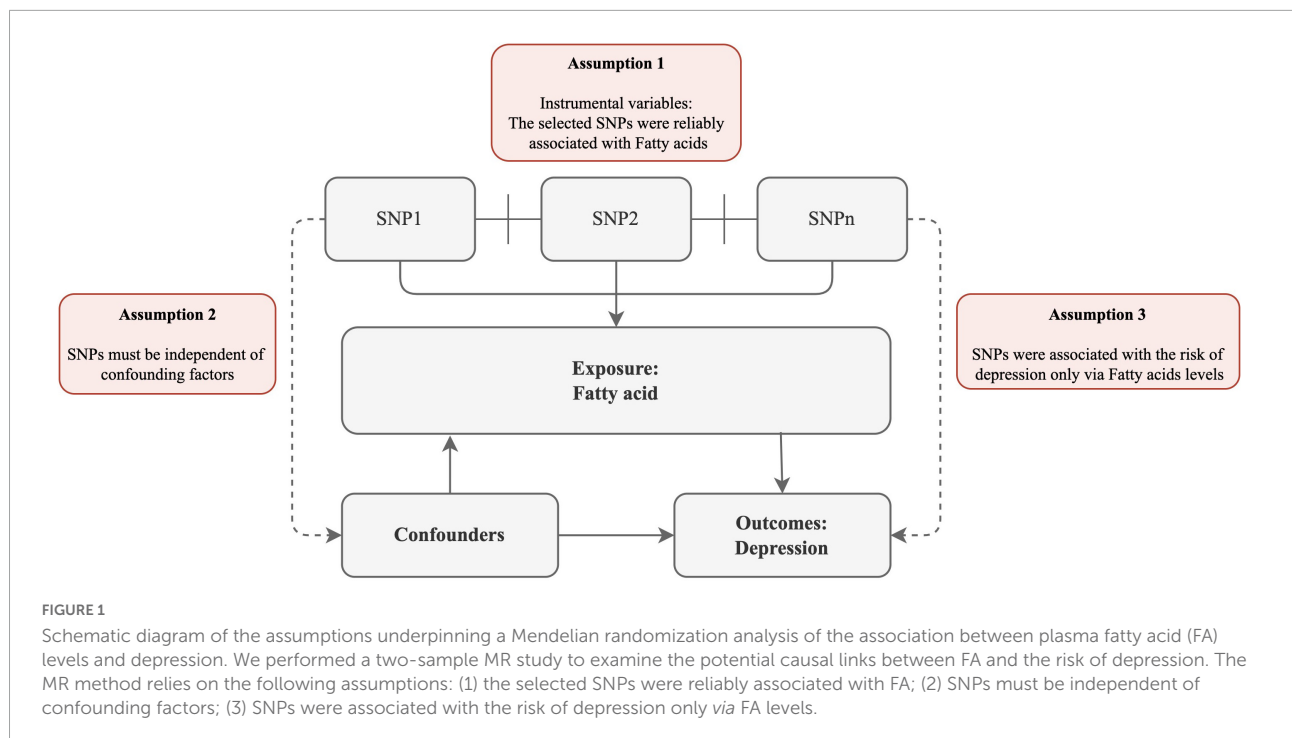 Assumption 1
Instrumental variables:
The selected SNPs were reliably
associated with Fatty acids
SNP1
SNP2
SNPn
Assumption 2
SNPs must be independent of
confounding factors
Exposure:
Fatty acid
Assumption 3
SNPs were associated with the risk of
depression only via Fatty acids levels
Confounders
Outcomes:
Depression
FIGURE 1
Schematic diagram of the assumptions underpinning a Mendelian randomization analysis of the association between plasma fatty acid (FA)
levels and depression. We performed a two-sample MR study to examine the potential causal links between FA and the risk of depression. The
MR method relies on the following assumptions: (1) the selected SNPs were reliably associated with FA; (2) SNPs must be independent of
confounding factors; (3) SNPs were associated with the risk of depression only via FA levels.